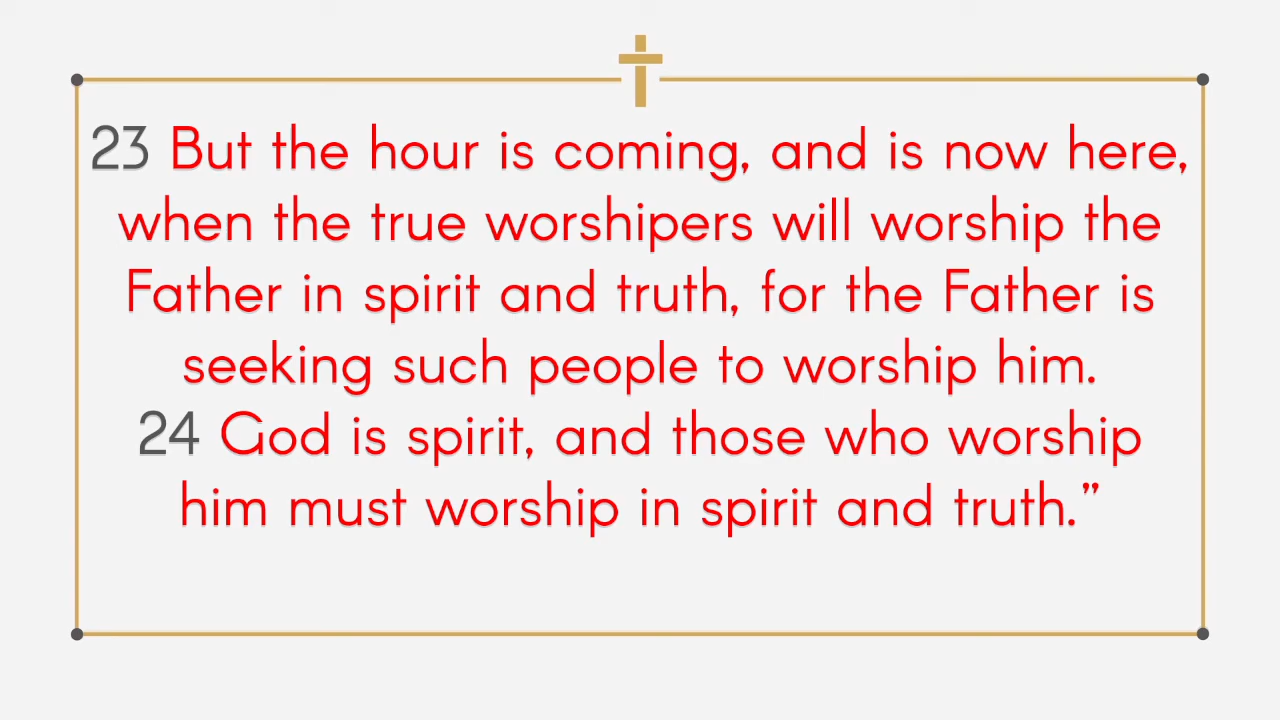 23 But the hour is coming, and is now here,
when the true worshipers will worship the
Father in spirit and truth, for the Father is
seeking such people to worship him.
24 God is spirit, and those who worship
him must worship in spirit and truth.”